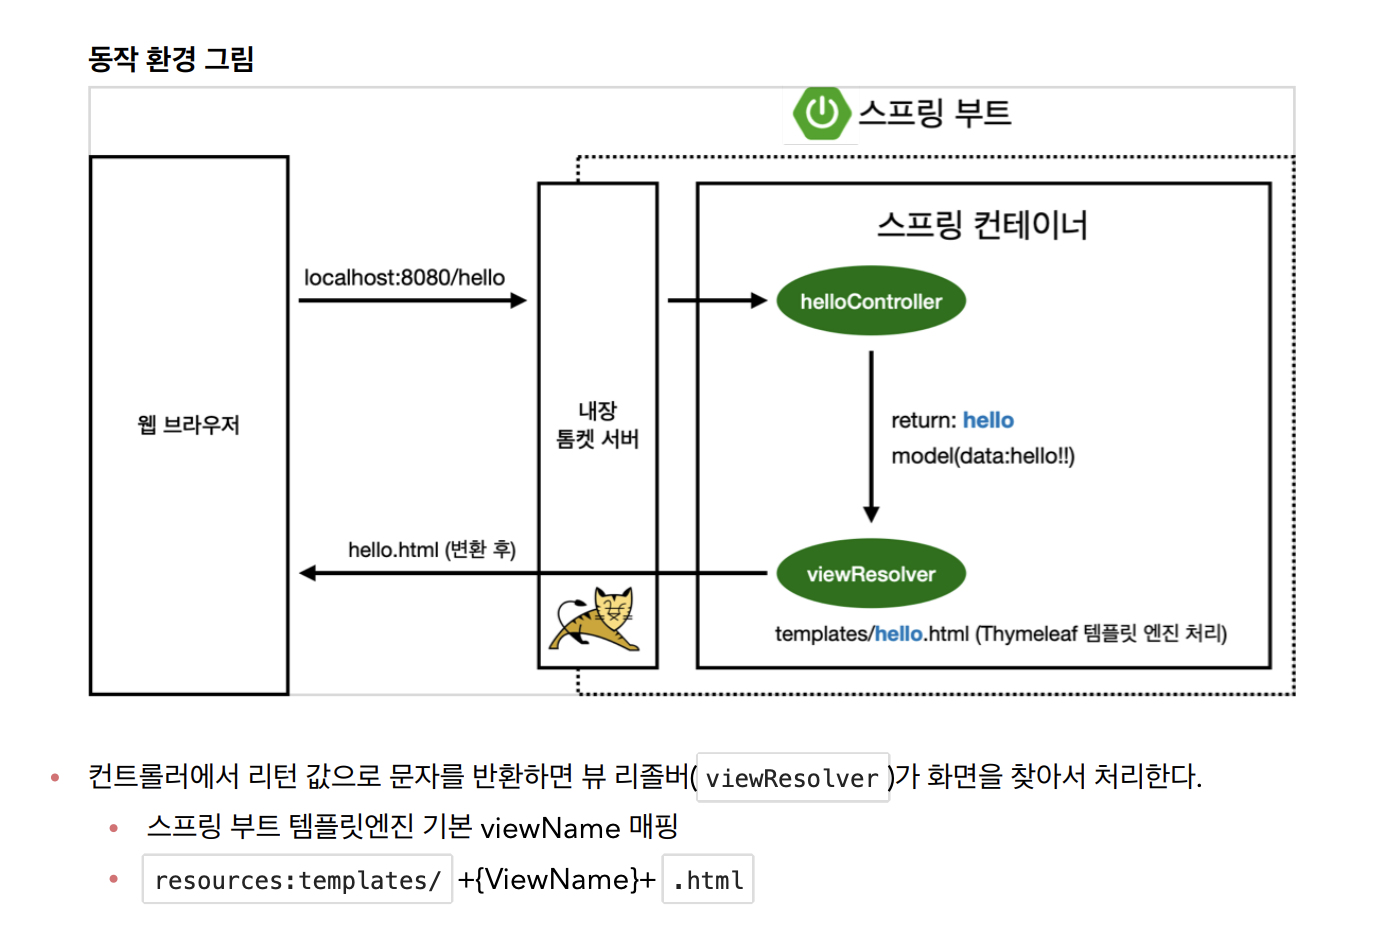 동작 환경 그림
스프링 부트
스프링 컨테이너
localhost:8080/hello
helloController
웹 브라우저
내장
톰켓 서버
return: hello
model(data:hello!!)
hello.html (변환 후)
viewResolver
templates/hello.html (Thymeleaf 템플릿 엔진 처리)
컨트롤러에서 리턴 값으로 문자를 반환하면 뷰 리졸버(viewResolver)가 화면을 찾아서 처리한다.
스프링 부트 템플릿엔진 기본 viewName 매핑
resources:templates/ +{ViewName}+ .html